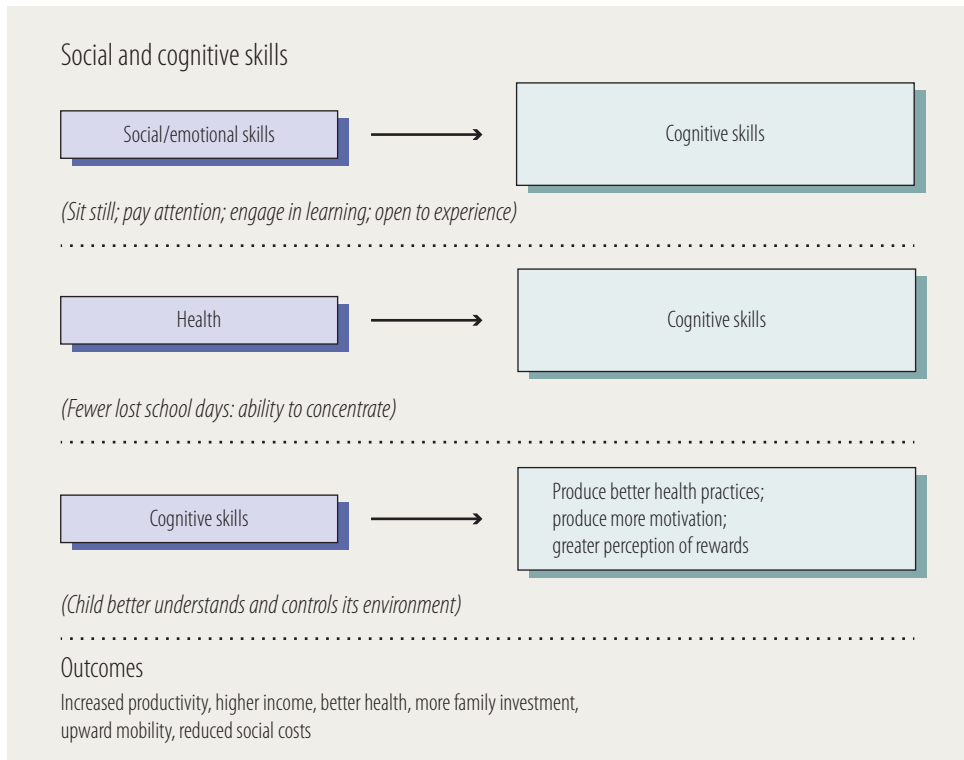 Social and cognitive skills
Social/emotional skills
Cognitive skills
(Sit still; pay attention; engage in learning; open to experience)
Health
Cognitive skills
(Fewer lost school days: ability to concentrate)
Cognitive skills
Produce better health practices;
produce more motivation;
greater perception of rewards
(Child better understands and controls its environment)
Outcomes
Increased productivity, higher income, better health, more family investment,
upward mobility, reduced social costs